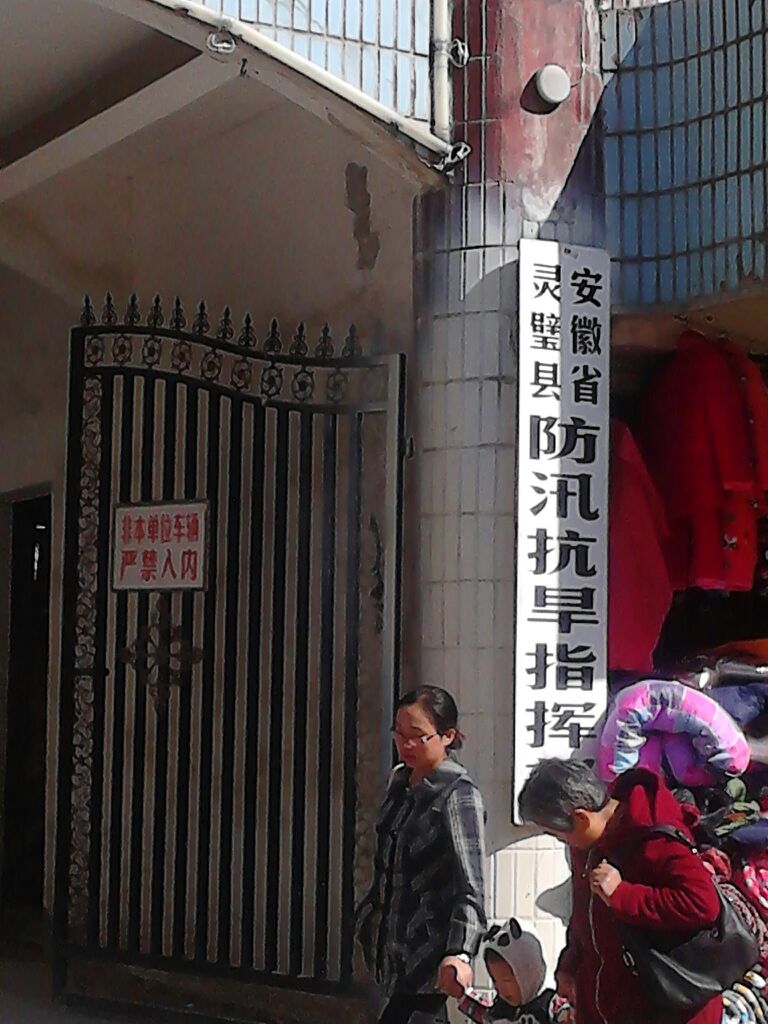 安徽省
灵璧县
防汛抗旱指挥
非本单位车辆
严禁入内